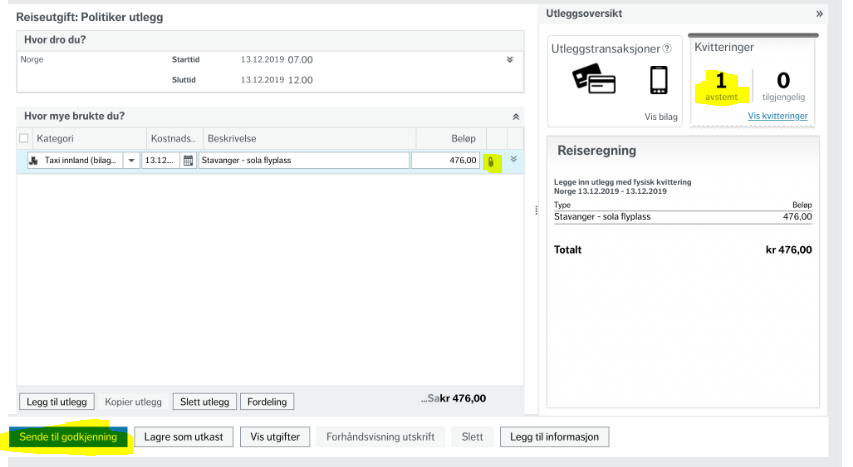 Reiseutgift: Politiker utlegg
Hvor dro du?
Norge Starttid 13.12.2019 07.00
Sluttid 13.12.2019 12.00
Hvor mye brukte du?
Kategori Kostnads.. Beskrivelse Beløp
Taxi innland (bilag... 13.12... Stavanger - sola flyplass 476,00
...Sakr 476,00
Legg til utlegg Kopier utlegg Slett utlegg Fordeling
Sende til godkjenning Lagre som utkast Vis utgifter Forhåndsvisning utskrift Slett Legg til informasjon
Utleggsoversikt
Utleggstransaksjoner ?
Vis bilag
Kvitteringer
1 0
avstemt tilgjengelig
Vis kvitteringer
Reiseregning
Legge inn utlegg med fysisk kvittering
Norge 13.12.2019 - 13.12.2019
Type Beløp
Stavanger - sola flyplass 476,00
Totalt kr 476,00